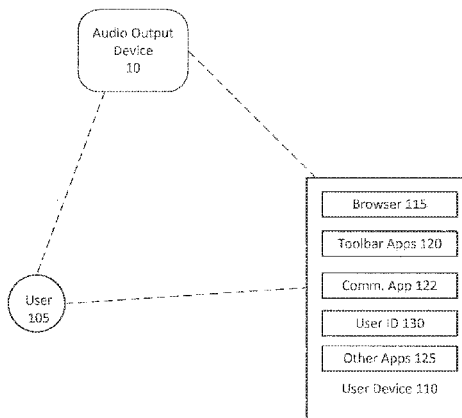 Audio Output
Device
10
Browser 115
Toolbar Apps 120
Comm. App 122
User ID 130
Other Apps 125
User Device 110
User
105